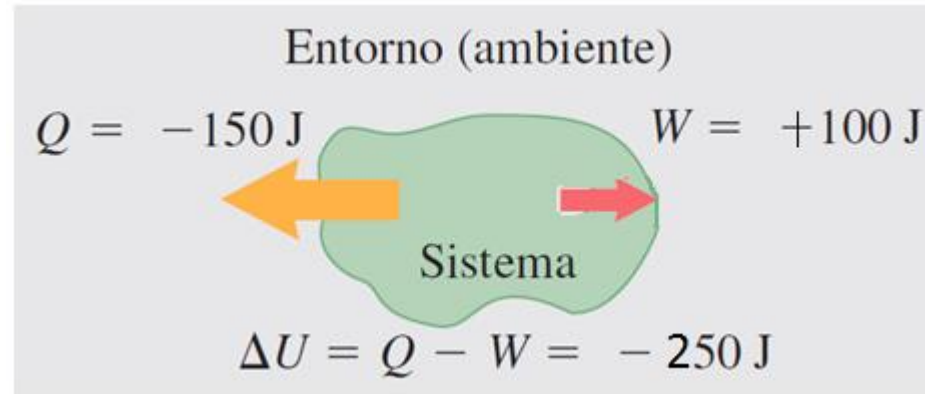 Entorno (ambiente)
Q = −150 J
W = +100 J
Sistema
ΔU = Q − W = − 250 J